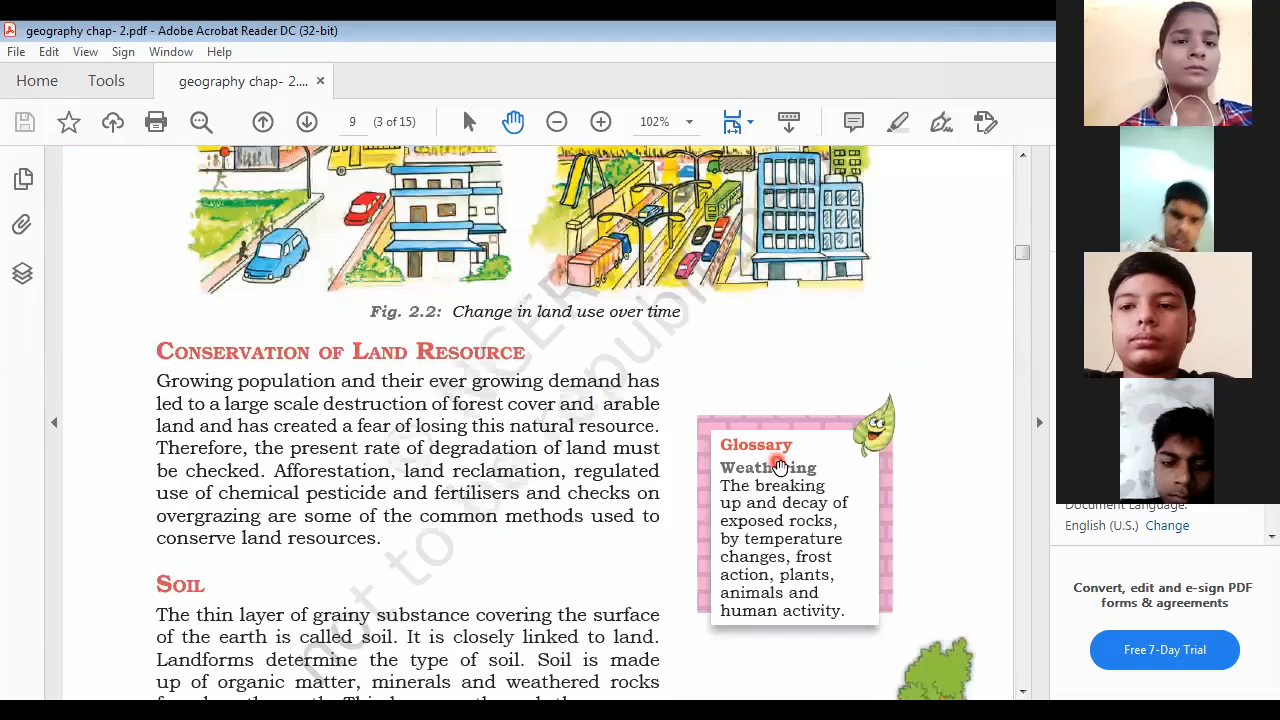 geography chap- 2.pdf - Adobe Acrobat Reader DC (32-bit)
File Edit View Sign Window Help
Home Tools geography chap- 2.... ×
9 (3 of 15) 102%
Fig. 2.2: Change in land use over time
CONSERVATION OF LAND RESOURCE
Growing population and their ever growing demand has
led to a large scale destruction of forest cover and arable
land and has created a fear of losing this natural resource.
Therefore, the present rate of degradation of land must
be checked. Afforestation, land reclamation, regulated
use of chemical pesticide and fertilisers and checks on
overgrazing are some of the common methods used to
conserve land resources.
SOIL
The thin layer of grainy substance covering the surface
of the earth is called soil. It is closely linked to land.
Landforms determine the type of soil. Soil is made
up of organic matter, minerals and weathered rocks
Glossary
Weathering
The breaking
up and decay of
exposed rocks,
by temperature
changes, frost
action, plants,
animals and
human activity.
not to be republi
Document Language:
English (U.S.) Change
Convert, edit and e-sign PDF
forms & agreements
Free 7-Day Trial